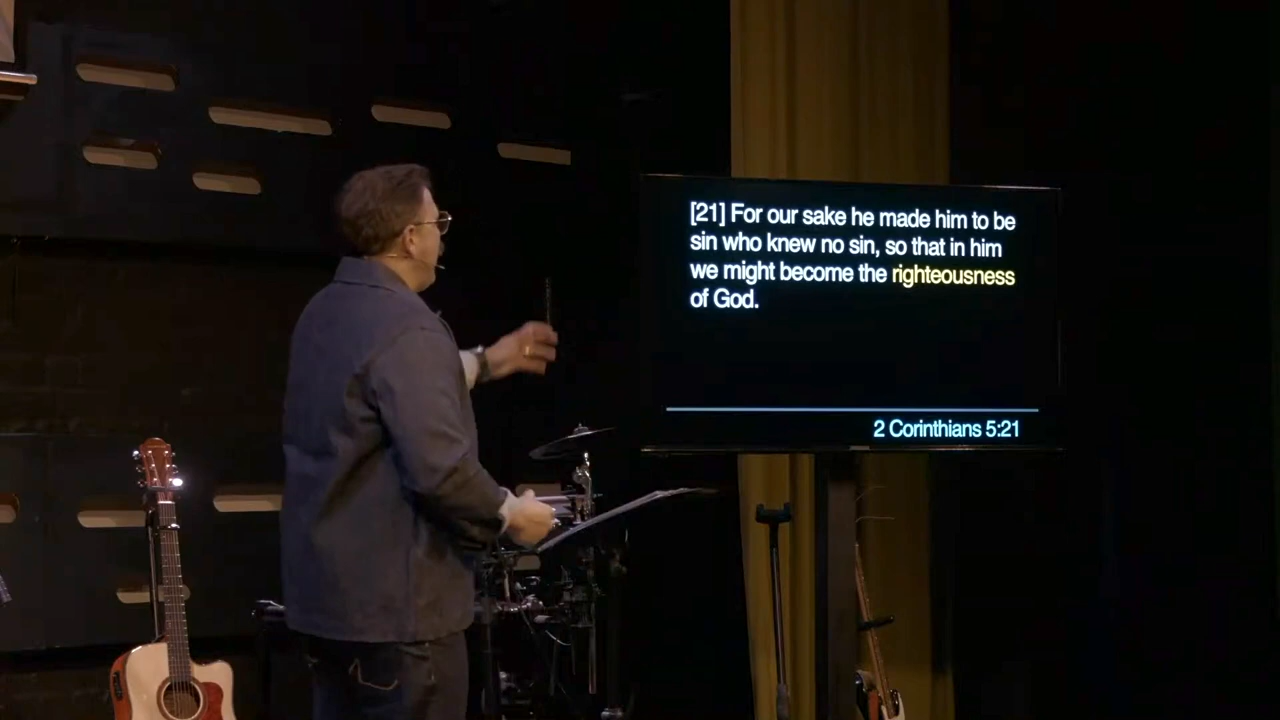 [21] For our sake he made him to be
sin who knew no sin, so that in him
we might become the righteousness
of God.
2 Corinthians 5:21